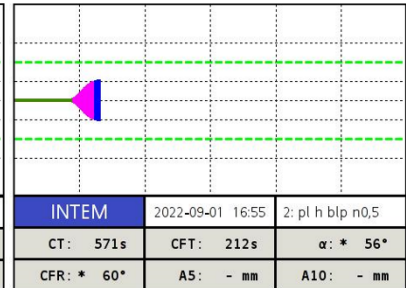 INTEM 2022-09-01 16:55 2: pl h blp n0,5
CT: 571s CFT: 212s α: * 56°
CFR: * 60° A5: - mm A10: - mm